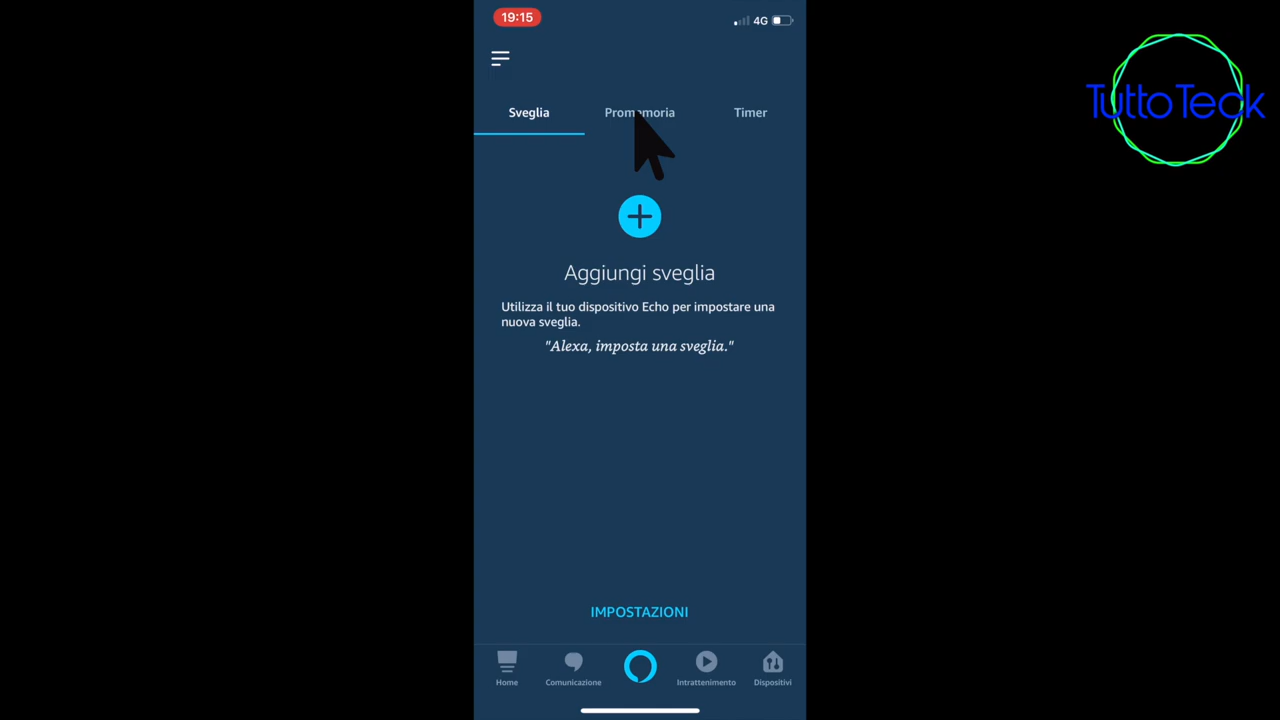 19:15
4G
TuttoTeck
Sveglia
Promemoria
Timer
Aggiungi sveglia
Utilizza il tuo dispositivo Echo per impostare una
nuova sveglia.
"Alexa, imposta una sveglia."
IMPOSTAZIONI
Home
Comunicazione
Intrattenimento
Dispositivi